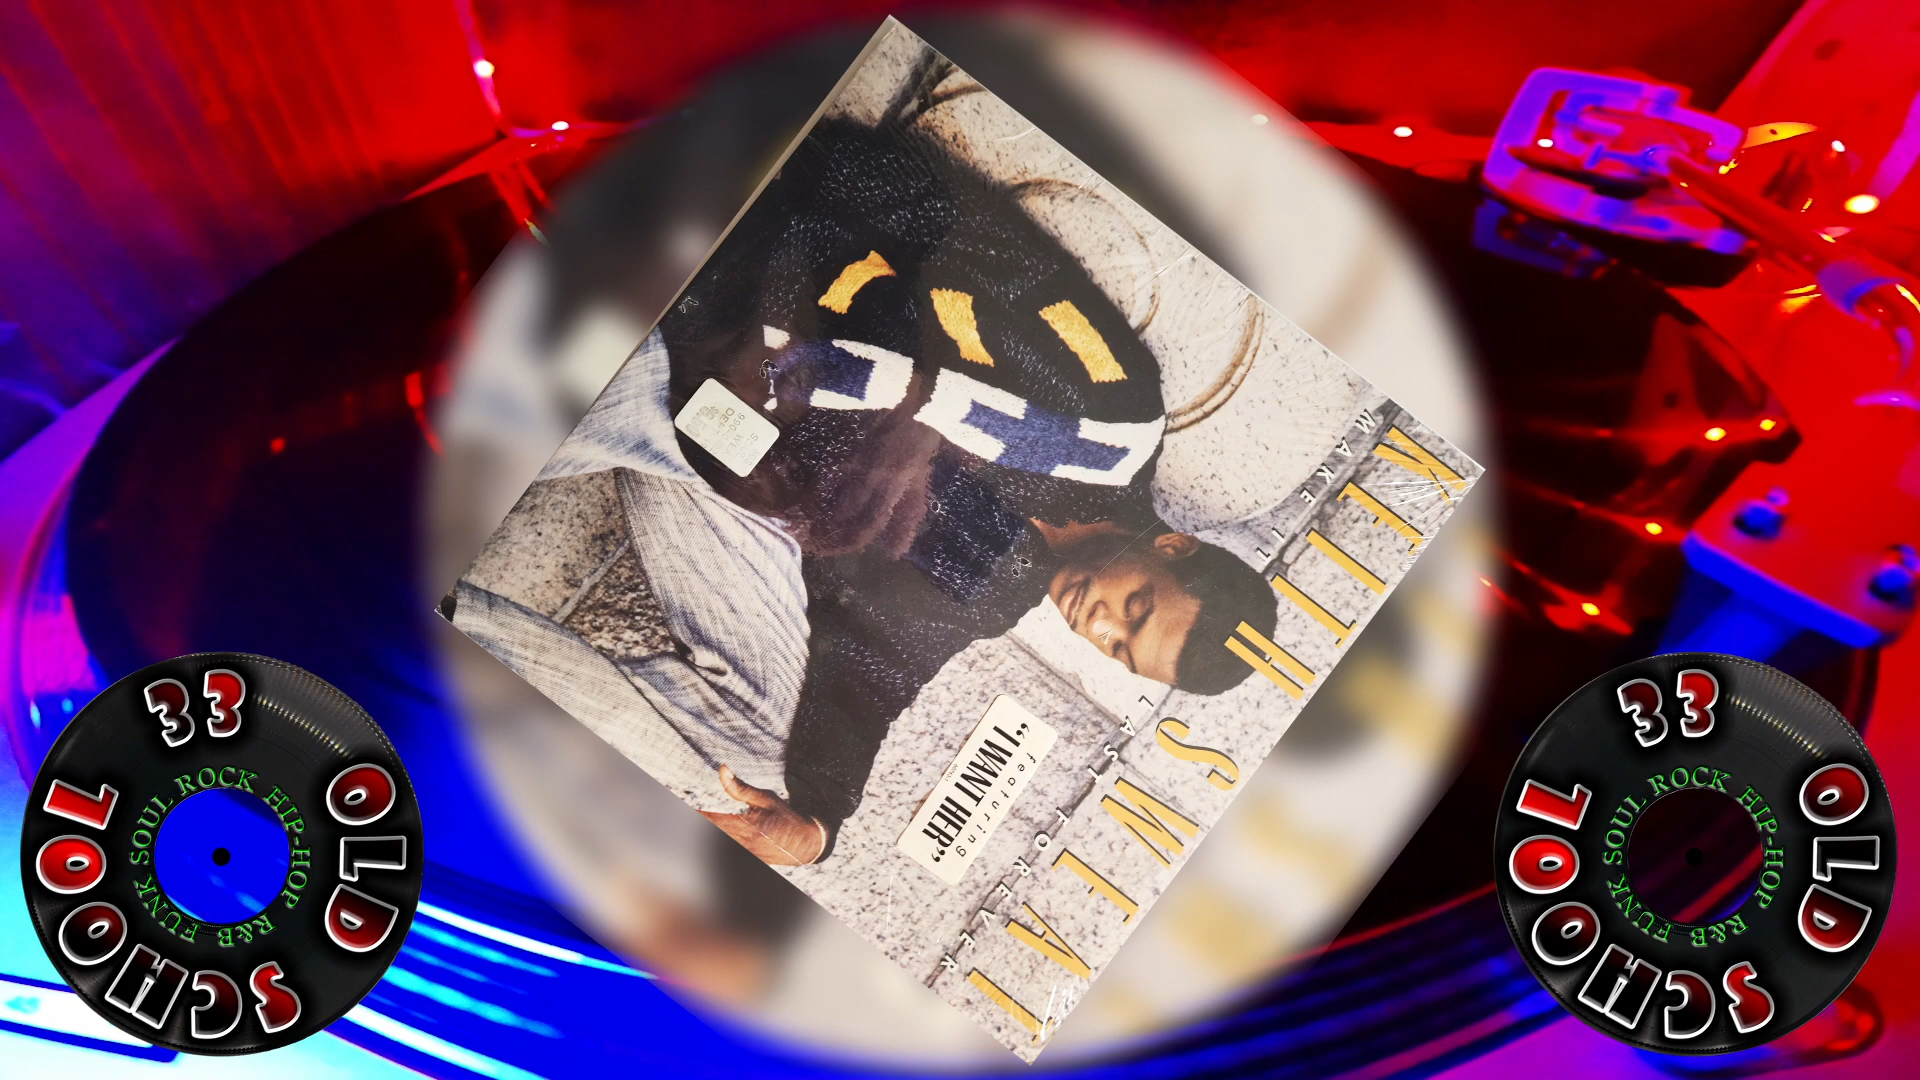 KEITH SWEAT
MAKE IT LAST FOREVER
featuring
"I WANT HER"
33 OLD SCHOOL
SOUL ROCK HIP-HOP R&B FUNK
33 OLD SCHOOL
SOUL ROCK HIP-HOP R&B FUNK